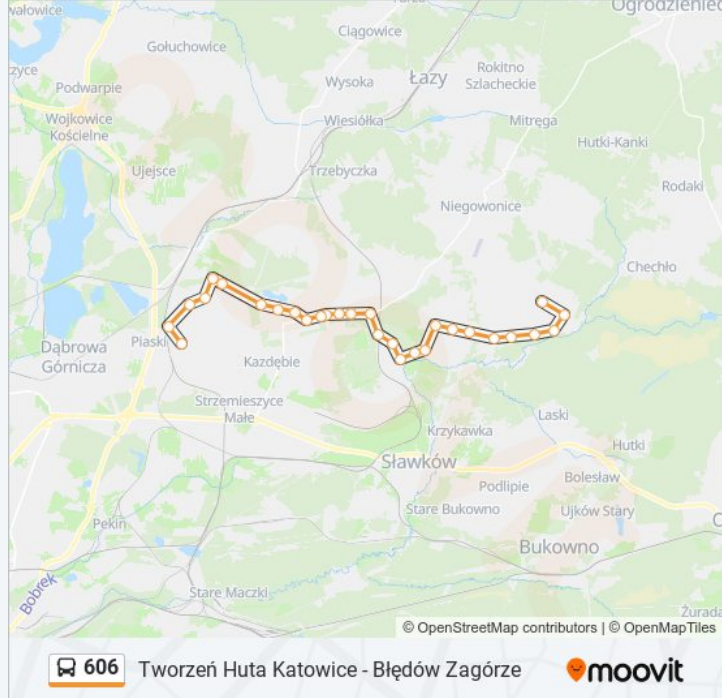 wałowice
Ogrodzieniec
Ciągowice
Gołuchowice
Rokitno
Szlacheckie
Wysoka
Łazy
Podwarpie
Wojkowice
Kościelne
Wiesiółka
Mitręga
Hutki-Kanki
Ujejsce
Trzebyczka
Rodaki
Niegowonice
Chechło
Piaski
Dąbrowa
Górnicza
Kazdębie
Strzemieszyce
Małe
Laski
Krzykawka
Hutki
Sławków
Bolesław
Podlipie
Stare Bukowno
Ujków Stary
Pekin
Bukowno
Bobrek
Stare Maczki
Żurada
© OpenStreetMap contributors | © OpenMapTiles
606 Tworzeń Huta Katowice - Błędów Zagórze moovit